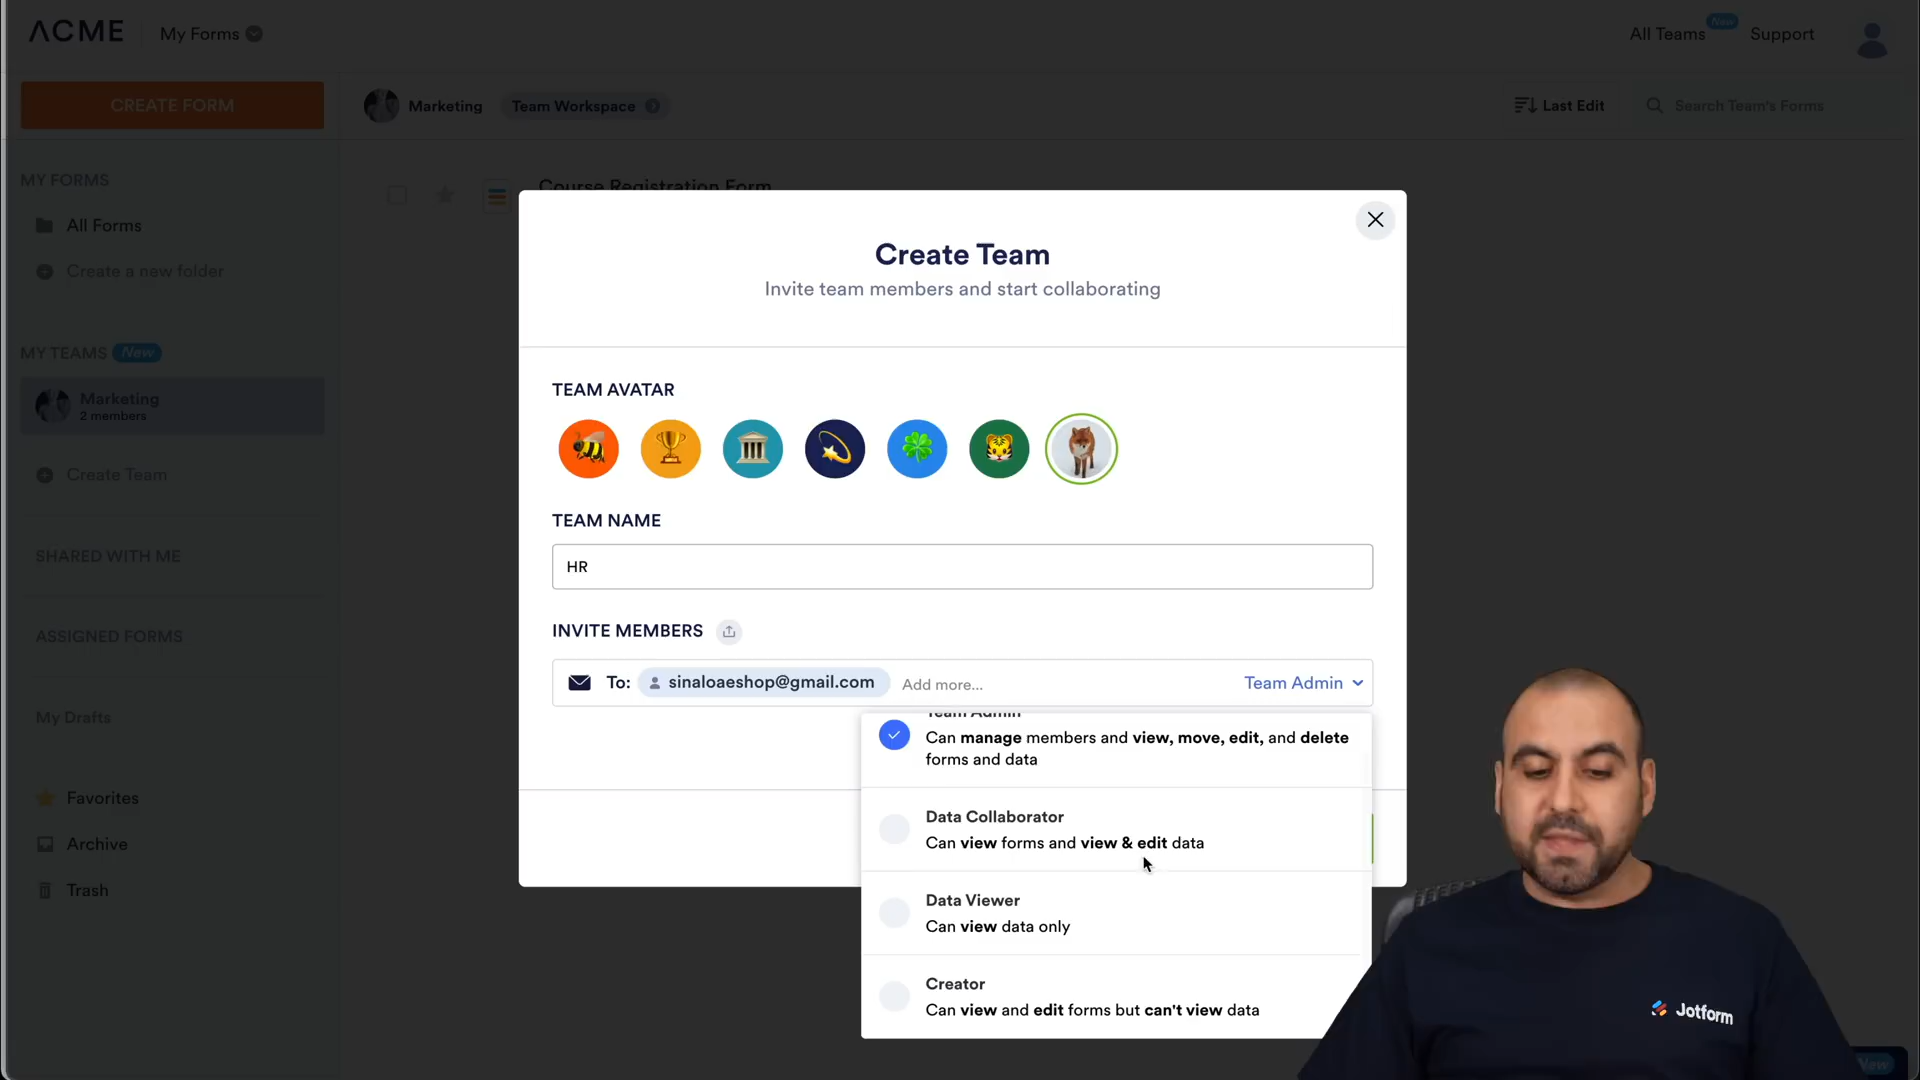 ACME
My Forms
All Teams
New
Support
CREATE FORM
Marketing
Team Workspace
Last Edit
Search Team's Forms
MY FORMS
All Forms
Create a new folder
MY TEAMS New
Marketing
2 members
Create Team
SHARED WITH ME
ASSIGNED FORMS
My Drafts
Favorites
Archive
Trash
Course Registration Form
Create Team
Invite team members and start collaborating
TEAM AVATAR
TEAM NAME
HR
INVITE MEMBERS
To: sinaloaeshop@gmail.com Add more... Team Admin
Team Admin
Can manage members and view, move, edit, and delete
forms and data
Data Collaborator
Can view forms and view & edit data
Data Viewer
Can view data only
Creator
Can view and edit forms but can't view data
Jotform
New